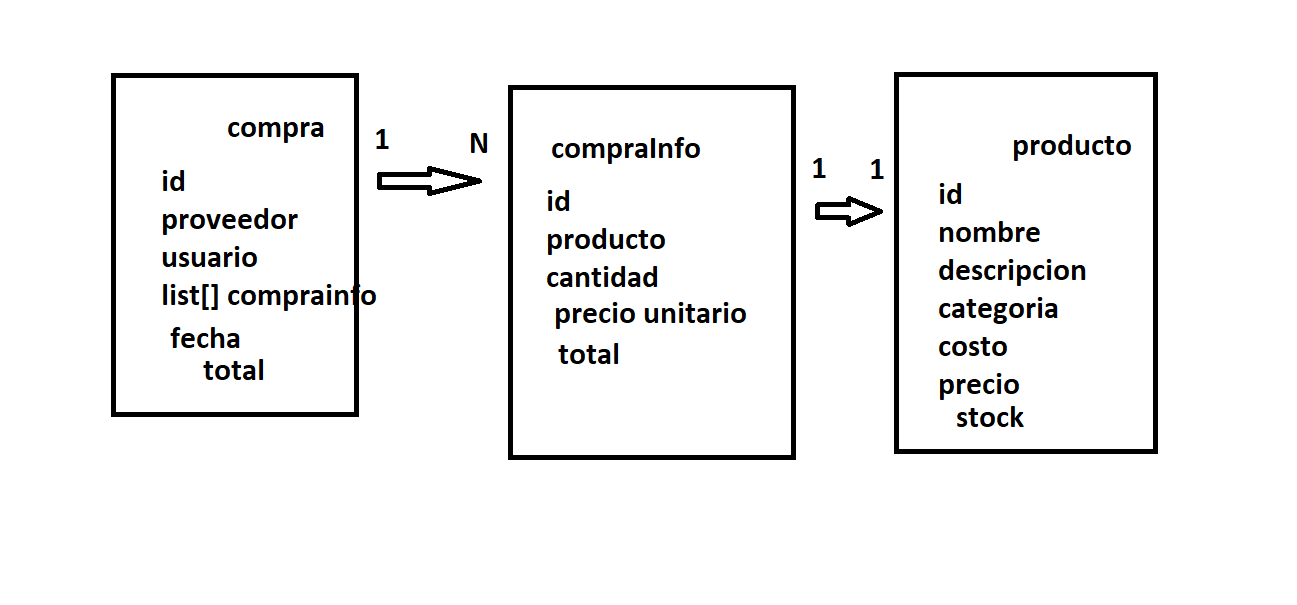 compra
id
proveedor
usuario
list[] comprainfo
fecha
total
1
N
compraInfo
id
producto
cantidad
precio unitario
total
1
1
producto
id
nombre
descripcion
categoria
costo
precio
stock